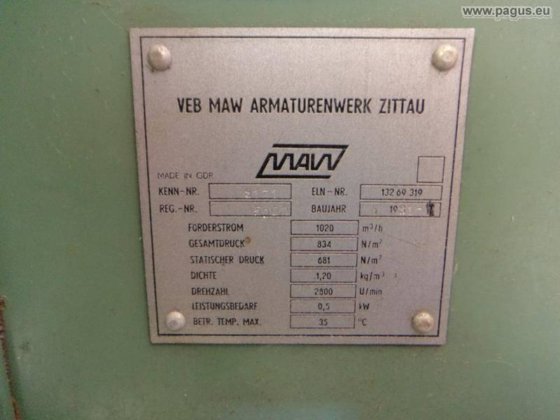 www.pagus.eu
VEB MAW ARMATURENWERK ZITTAU
MAW
MADE IN GDR
KENN-NR. ELN-NR. 132 69 319
REG.-NR. BAUJAHR
FÖRDERSTROM 1020 m³/h
GESAMTDRUCK 834 N/m²
STATISCHER DRUCK 681 N/m²
DICHTE 1,20 kg/m³
DREHZAHL 2800 U/min
LEISTUNGSBEDARF 0,5 kW
BETR. TEMP. MAX. 35 °C